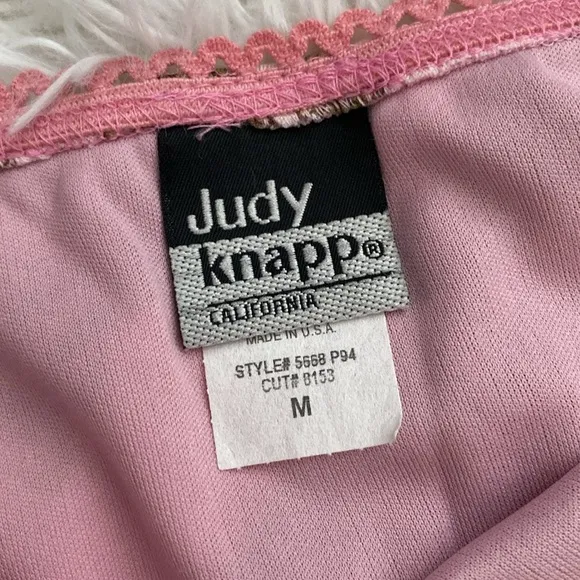 Judy
knapp®
CALIFORNIA
MADE IN U.S.A.
STYLE# 5668 P94
CUT# 8153
M